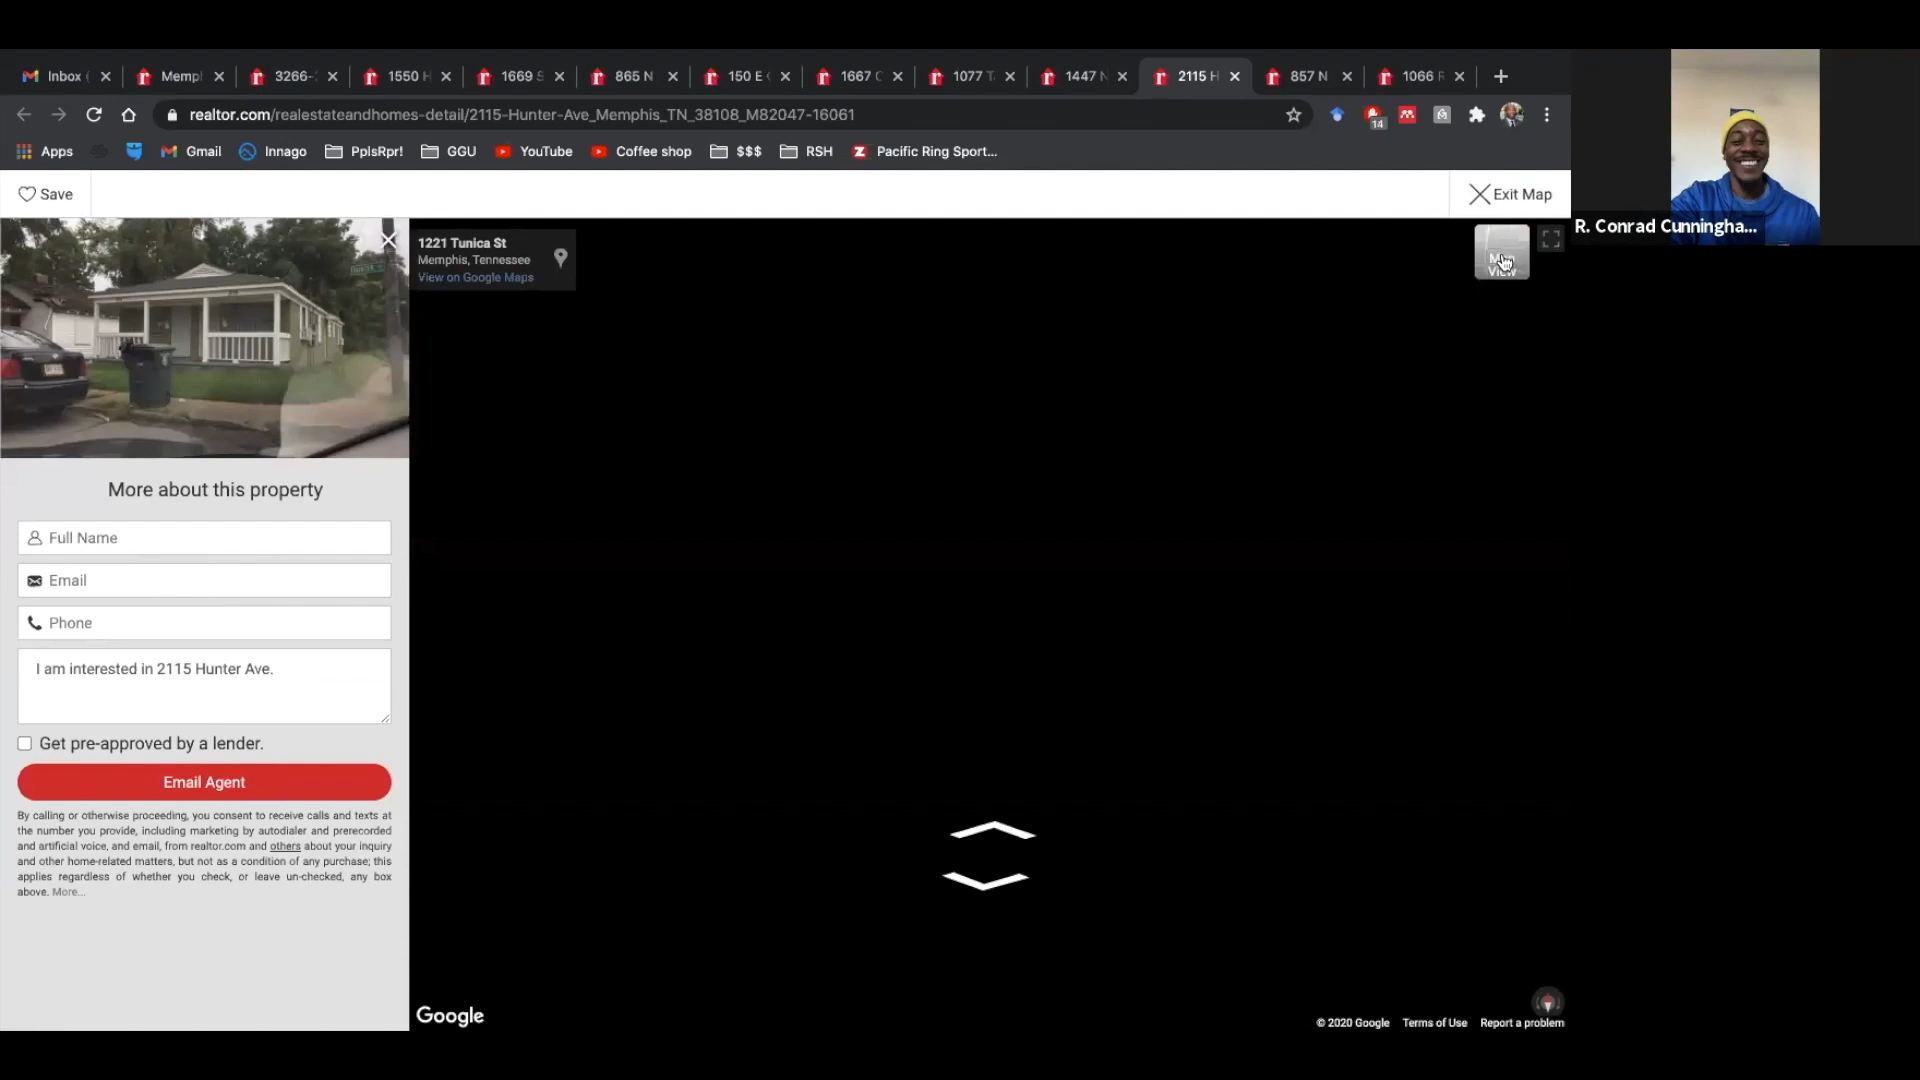 Inbox (
Memp
3266-
1550 H
1669 S
865 N
150 E
1667 C
1077 T
1447 N
2115 H
857 N
1066 R
realtor.com/realestateandhomes-detail/2115-Hunter-Ave_Memphis_TN_38108_M82047-16061
14
Apps
Gmail
Innago
PplsRpr!
GGU
YouTube
Coffee shop
$$$
RSH
Pacific Ring Sport...
Save
Exit Map
R. Conrad Cunningha...
1221 Tunica St
Memphis, Tennessee
View on Google Maps
View
More about this property
Full Name
Email
Phone
I am interested in 2115 Hunter Ave.
Get pre-approved by a lender.
Email Agent
By calling or otherwise proceeding, you consent to receive calls and texts at
the number you provide, including marketing by autodialer and prerecorded
and artificial voice, and email, from realtor.com and others about your inquiry
and other home-related matters, but not as a condition of any purchase; this
applies regardless of whether you check, or leave un-checked, any box
above. More...
Google
© 2020 Google
Terms of Use
Report a problem